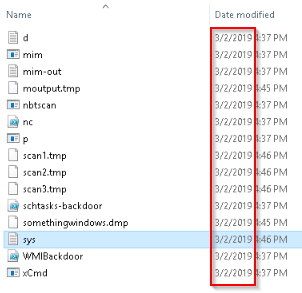 Name Date modified
d 3/2/2019 4:37 PM
mim 3/2/2019 4:37 PM
mim-out 3/2/2019 4:37 PM
moutput.tmp 3/2/2019 4:45 PM
nbtscan 3/2/2019 4:37 PM
nc 3/2/2019 4:37 PM
p 3/2/2019 4:37 PM
scan1.tmp 3/2/2019 4:46 PM
scan2.tmp 3/2/2019 4:46 PM
scan3.tmp 3/2/2019 4:46 PM
schtasks-backdoor 3/2/2019 4:37 PM
somethingwindows.dmp 3/2/2019 4:45 PM
sys 3/2/2019 4:46 PM
WMIBackdoor 3/2/2019 4:37 PM
xCmd 3/2/2019 4:37 PM